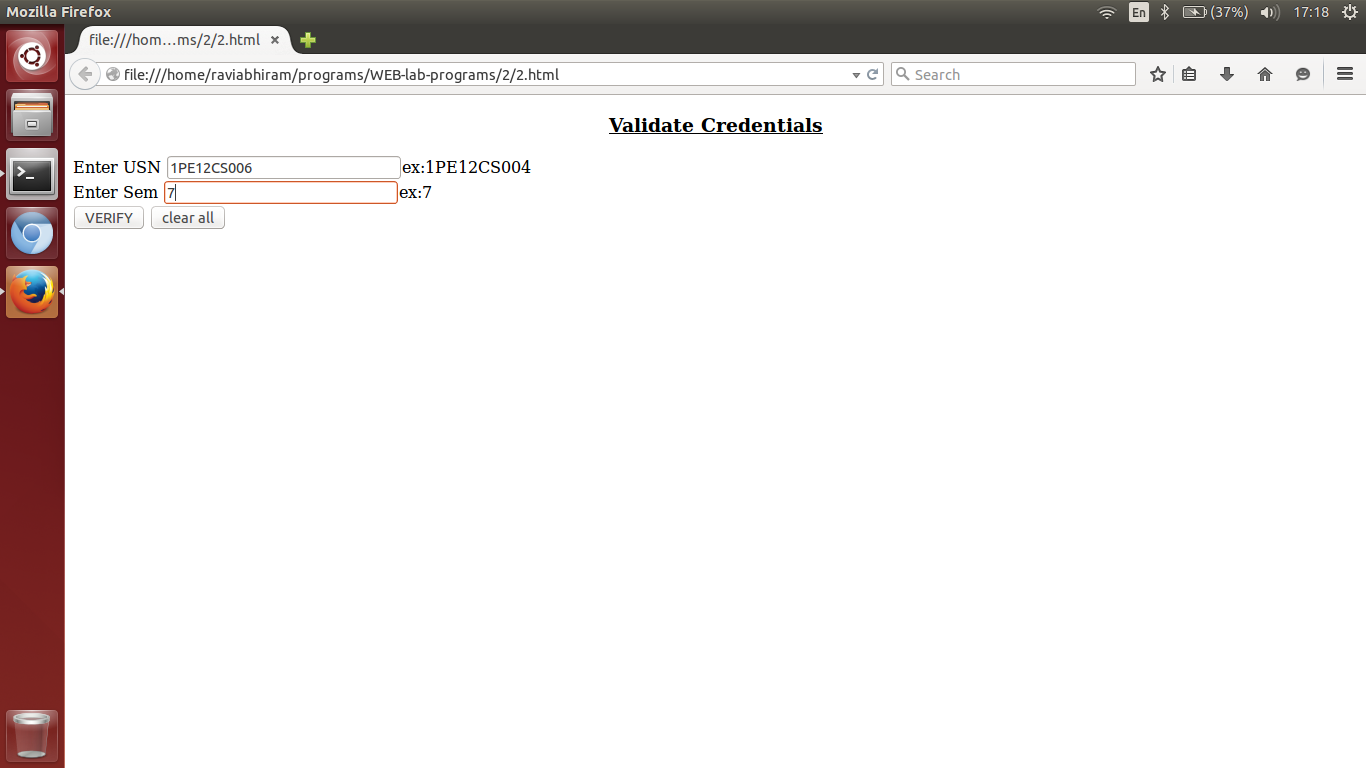 Mozilla Firefox
En
(37%)
17:18
file:///hom...ms/2/2.html
file:///home/raviabhiram/programs/WEB-lab-programs/2/2.html
Search
Validate Credentials
Enter USN 1PE12CS006 ex:1PE12CS004
Enter Sem 7 ex:7
VERIFY clear all